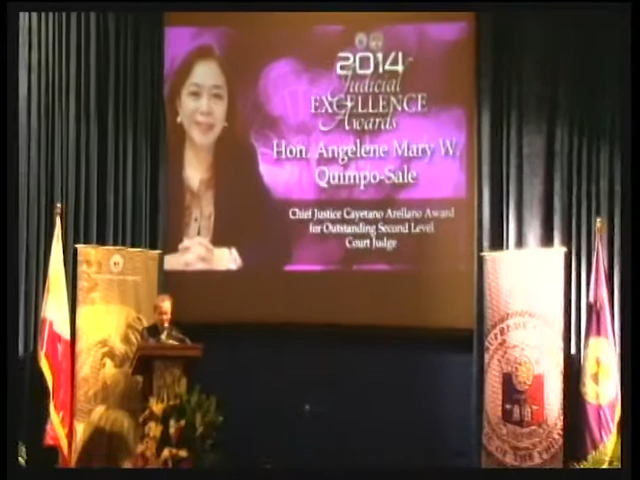 2014
Judicial
EXCELLENCE
Awards
Hon. Angelene Mary W.
Quimpo-Sale
Chief Justice Cayetano Arellano Award
for Outstanding Second Level
Court Judge
SUPREME